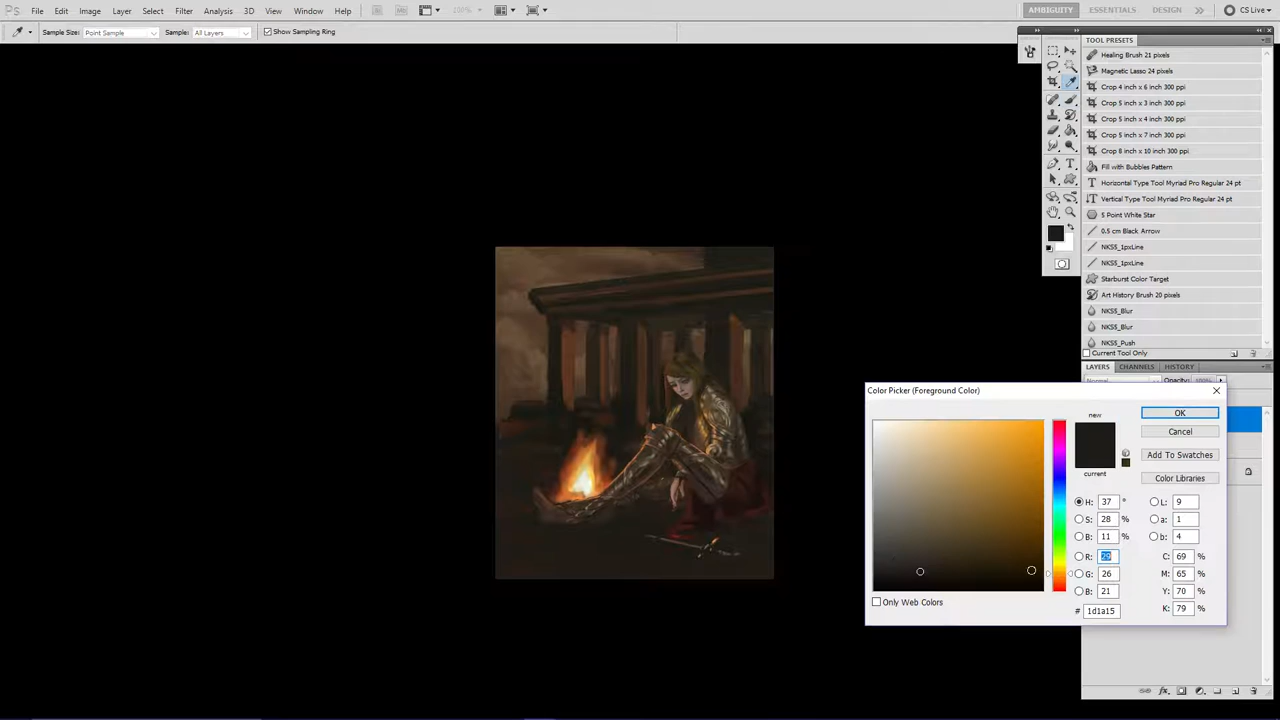 Ps File Edit Image Layer Select Filter Analysis 3D View Window Help 100% AMBIGUITY ESSENTIALS DESIGN >> CS Live
Sample Size: Point Sample Sample: All Layers Show Sampling Ring
TOOL PRESETS
Healing Brush 21 pixels
Magnetic Lasso 24 pixels
Crop 4 inch x 6 inch 300 ppi
Crop 5 inch x 3 inch 300 ppi
Crop 5 inch x 4 inch 300 ppi
Crop 5 inch x 7 inch 300 ppi
Crop 8 inch x 10 inch 300 ppi
Fill with Bubbles Pattern
Horizontal Type Tool Myriad Pro Regular 24 pt
Vertical Type Tool Myriad Pro Regular 24 pt
5 Point White Star
0.5 cm Black Arrow
NKS5_1pxLine
NKS5_1pxLine
Starburst Color Target
Art History Brush 20 pixels
NKS5_Blur
NKS5_Blur
NKS5_Push
Current Tool Only
LAYERS CHANNELS HISTORY
Normal Opacity: 100%
Color Picker (Foreground Color)
new
current
OK
Cancel
Add To Swatches
Color Libraries
H: 37 ° L: 9
S: 28 % a: 1
B: 11 % b: 4
R: 29 C: 69 %
G: 26 M: 65 %
B: 21 Y: 70 %
# 1d1a15 K: 79 %
Only Web Colors